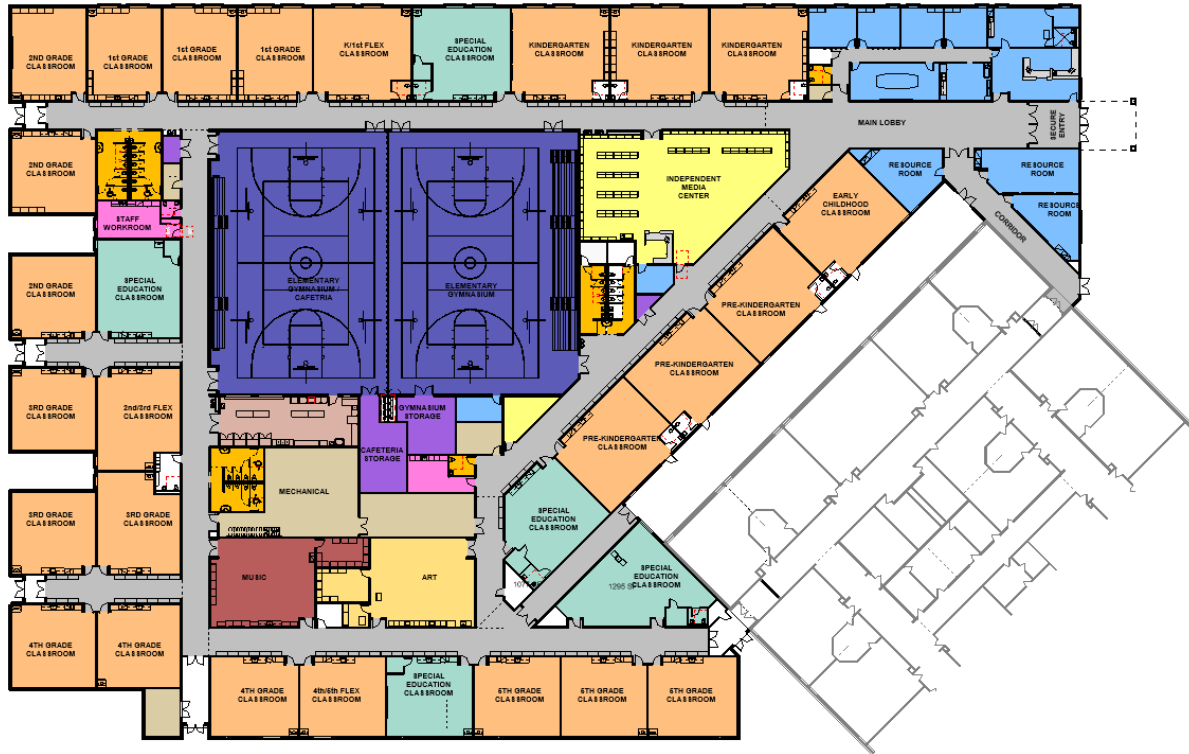 2ND GRADE
CLASSROOM
1st GRADE
CLASSROOM
1st GRADE
CLASSROOM
1st GRADE
CLASSROOM
K/1st FLEX
CLASSROOM
SPECIAL
EDUCATION
CLASSROOM
KINDERGARTEN
CLASSROOM
KINDERGARTEN
CLASSROOM
KINDERGARTEN
CLASSROOM
MAIN LOBBY
SECURE
ENTRY
2ND GRADE
CLASSROOM
STAFF
WORKROOM
INDEPENDENT
MEDIA
CENTER
RESOURCE
ROOM
RESOURCE
ROOM
RESOURCE
ROOM
EARLY
CHILDHOOD
CLASSROOM
CORRIDOR
2ND GRADE
CLASSROOM
SPECIAL
EDUCATION
CLASSROOM
ELEMENTARY
GYMNASIUM /
CAFETRIA
ELEMENTARY
GYMNASIUM
PRE-KINDERGARTEN
CLASSROOM
PRE-KINDERGARTEN
CLASSROOM
PRE-KINDERGARTEN
CLASSROOM
3RD GRADE
CLASSROOM
2nd/3rd FLEX
CLASSROOM
GYMNASIUM
STORAGE
CAFETERIA
STORAGE
MECHANICAL
3RD GRADE
CLASSROOM
3RD GRADE
CLASSROOM
SPECIAL
EDUCATION
CLASSROOM
MUSIC
ART
SPECIAL
EDUCATION
CLASSROOM
1295 S
4TH GRADE
CLASSROOM
4TH GRADE
CLASSROOM
4TH GRADE
CLASSROOM
4th/5th FLEX
CLASSROOM
SPECIAL
EDUCATION
CLASSROOM
5TH GRADE
CLASSROOM
5TH GRADE
CLASSROOM
5TH GRADE
CLASSROOM